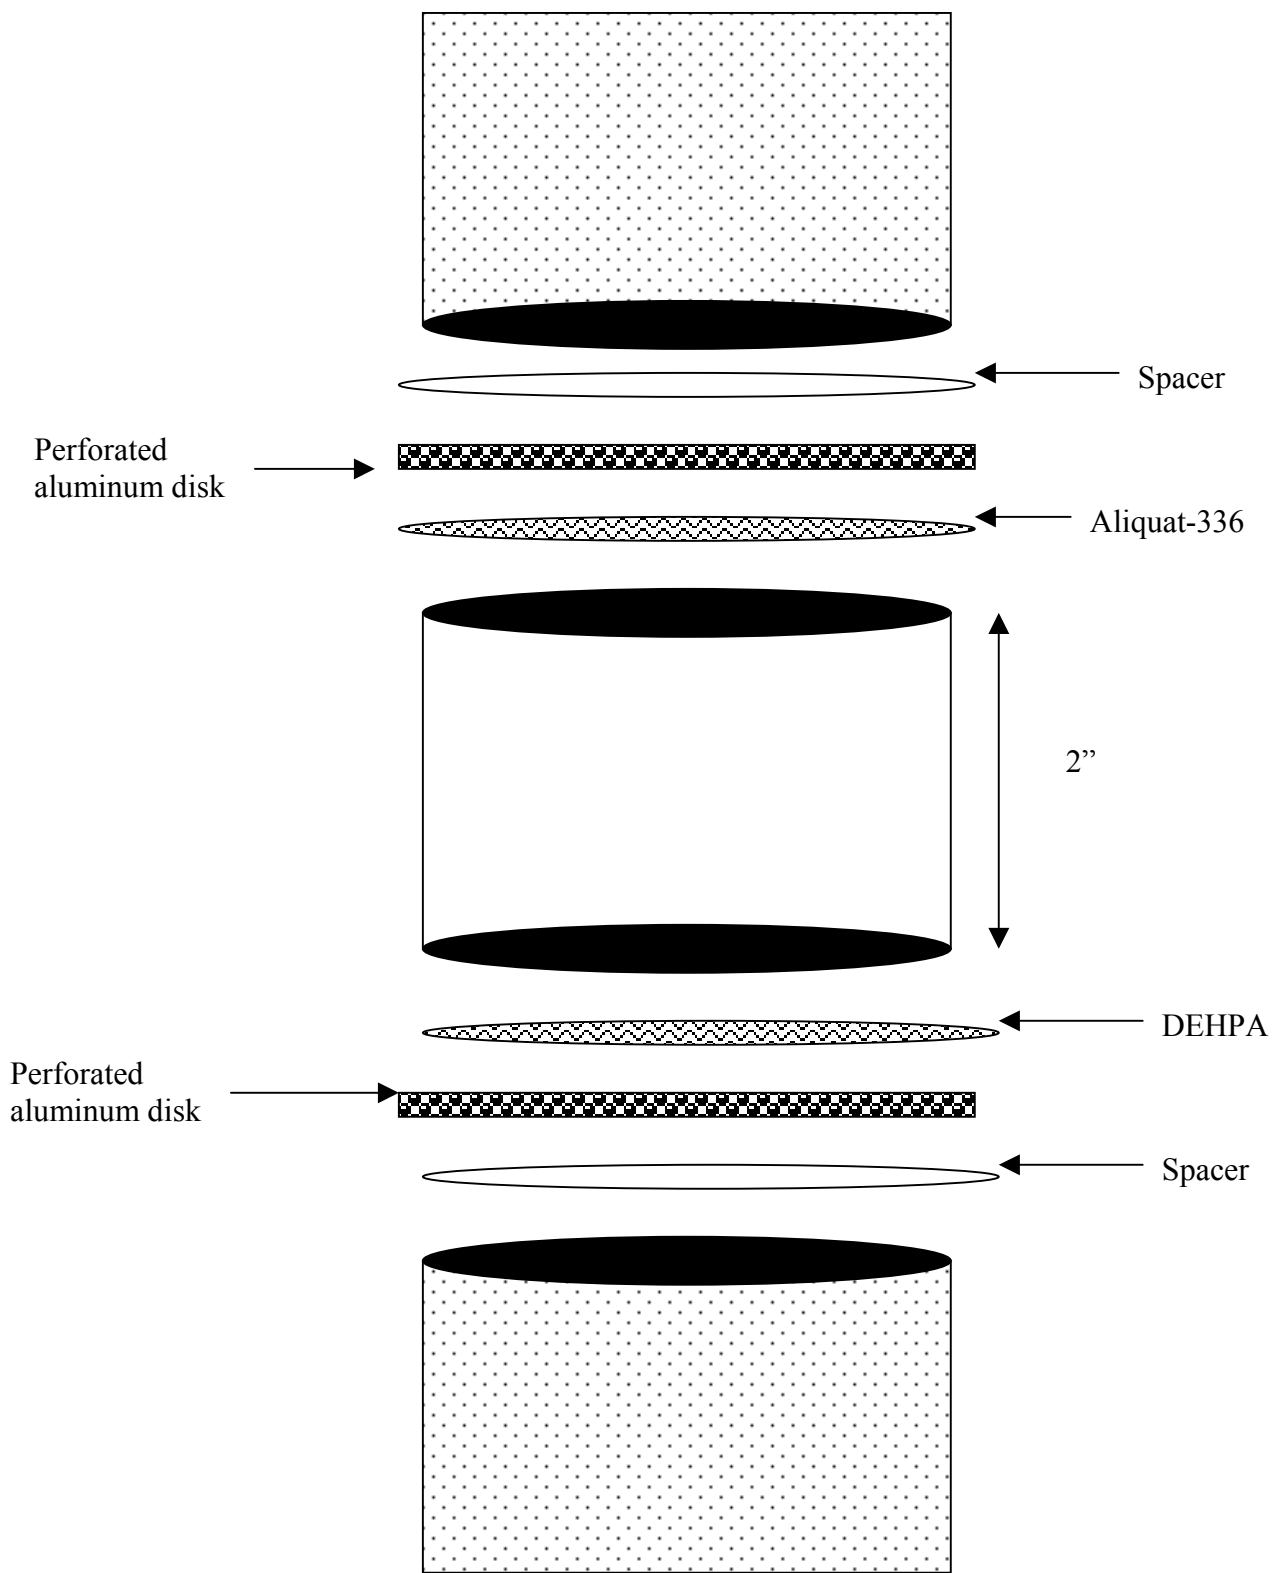 Spacer
Perforated
aluminum disk
Aliquat-336
2”
DEHPA
Perforated
aluminum disk
Spacer